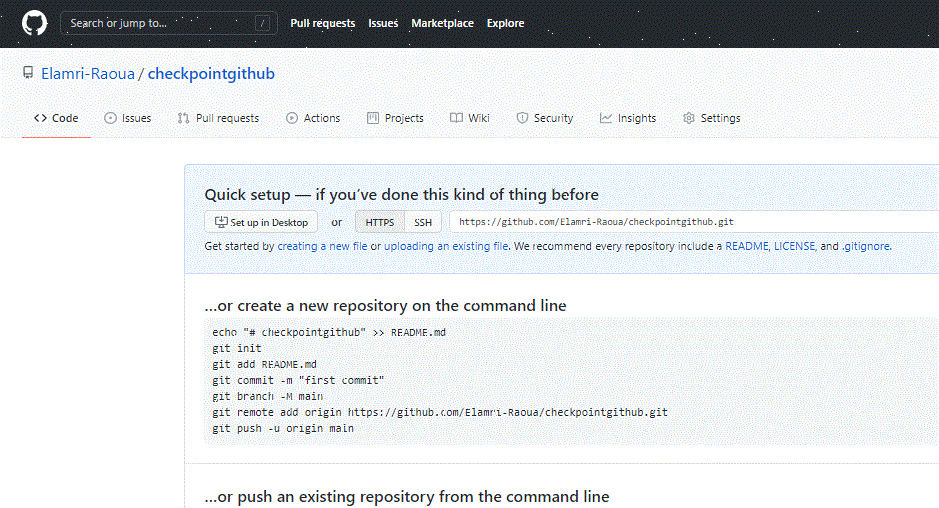 Search or jump to... / Pull requests Issues Marketplace Explore
Elamri-Raoua / checkpointgithub
Code Issues Pull requests Actions Projects Wiki Security Insights Settings
Quick setup — if you’ve done this kind of thing before
Set up in Desktop or HTTPS SSH https://github.com/Elamri-Raoua/checkpointgithub.git
Get started by creating a new file or uploading an existing file. We recommend every repository include a README, LICENSE, and .gitignore.
…or create a new repository on the command line
echo "# checkpointgithub" >> README.md
git init
git add README.md
git commit -m "first commit"
git branch -M main
git remote add origin https://github.com/Elamri-Raoua/checkpointgithub.git
git push -u origin main
…or push an existing repository from the command line